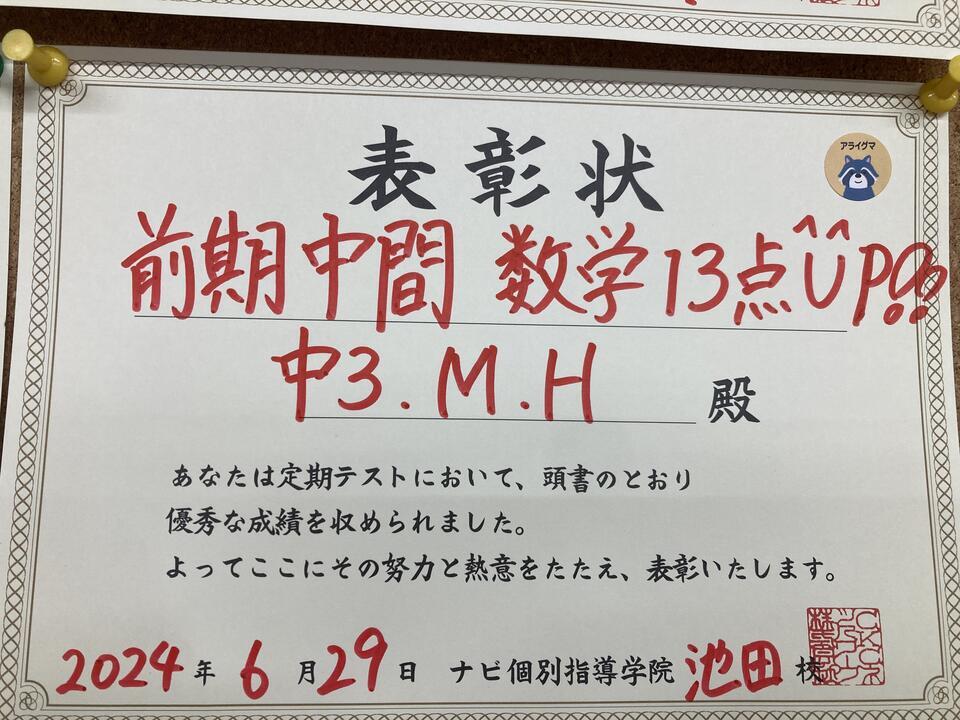 表彰状
アライグマ
前期中間 数学13点UP!!
中3.M.H 殿
あなたは定期テストにおいて、頭書のとおり
優秀な成績を収められました。
よってここにその努力と熱意をたたえ、表彰いたします。
2024年6月29日 ナビ個別指導学院 池田校